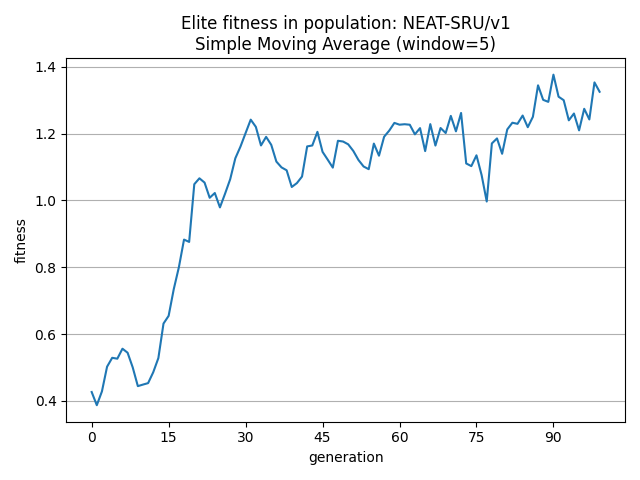 Elite fitness in population: NEAT-SRU/v1
Simple Moving Average (window=5)
1.4
1.2
1.0
0.8
0.6
0.4
fitness
0 15 30 45 60 75 90
generation